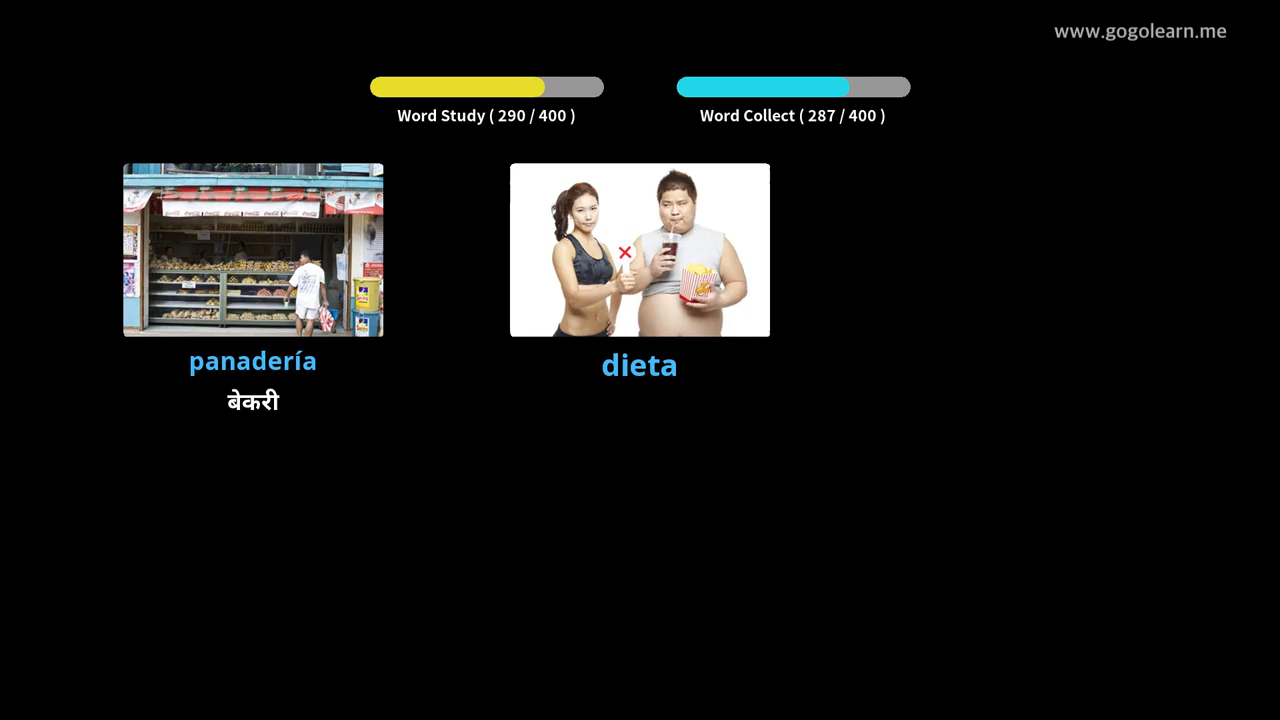 www.gogolearn.me
Word Study ( 290 / 400 )
Word Collect ( 287 / 400 )
panadería
बेकरी
dieta